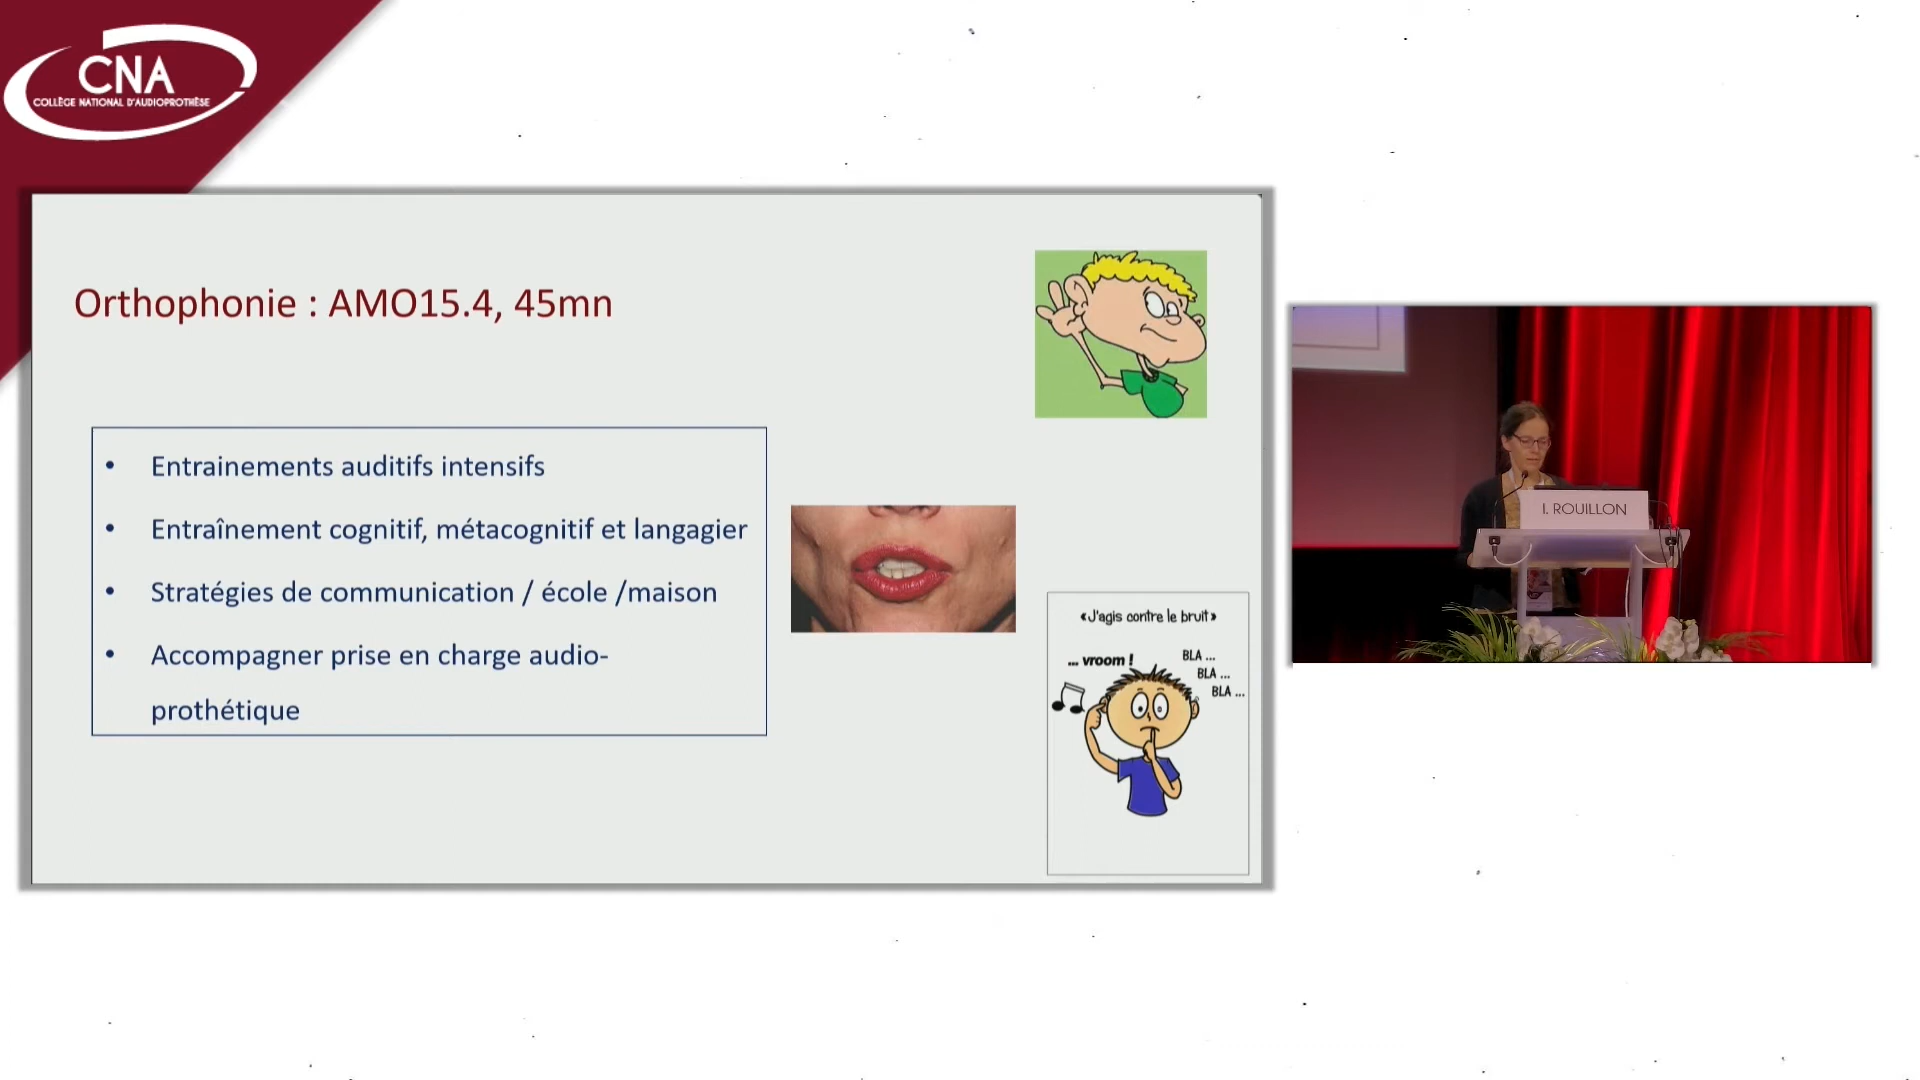 CNA
COLLÈGE NATIONAL D'AUDIOPROTHÈSE
Orthophonie : AMO15.4, 45mn
• Entrainements auditifs intensifs
• Entraînement cognitif, métacognitif et langagier
• Stratégies de communication / école /maison
• Accompagner prise en charge audio-
prothétique
«J'agis contre le bruit»
... vroom !
BLA ...
BLA ...
BLA ...
I. ROUILLON